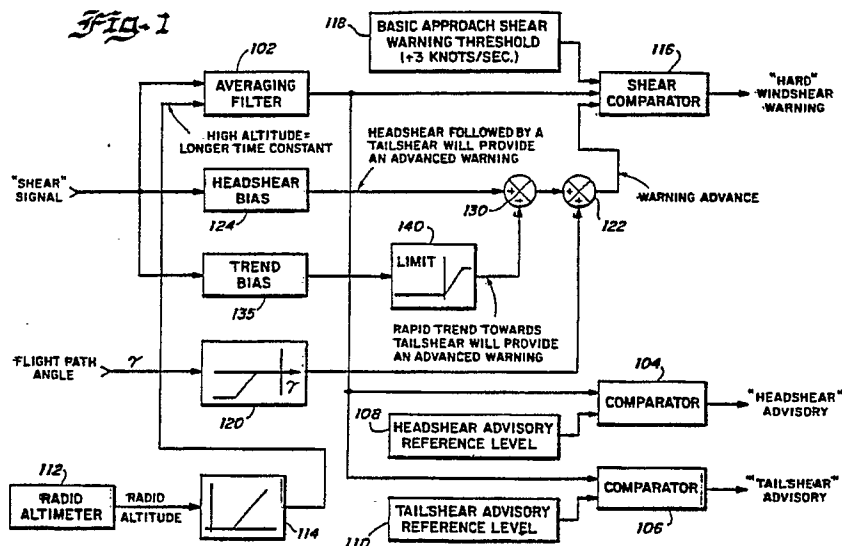 Fig. 1
118
BASIC APPROACH SHEAR
WARNING THRESHOLD
(+3 KNOTS/SEC.)
102
AVERAGING
FILTER
116
SHEAR
COMPARATOR
"HARD"
WINDSHEAR
WARNING
HIGH ALTITUDE=
LONGER TIME CONSTANT
HEADSHEAR FOLLOWED BY A
TAILSHEAR WILL PROVIDE
AN ADVANCED WARNING
"SHEAR"
SIGNAL
HEADSHEAR
BIAS
124
+
-
130
+
+
122
WARNING ADVANCE
140
LIMIT
TREND
BIAS
135
RAPID TREND TOWARDS
TAILSHEAR WILL PROVIDE
AN ADVANCED WARNING
FLIGHT PATH
ANGLE
γ
γ
120
104
COMPARATOR
"HEADSHEAR"
ADVISORY
108
HEADSHEAR ADVISORY
REFERENCE LEVEL
112
RADIO
ALTIMETER
RADIO
ALTITUDE
114
COMPARATOR
106
"TAILSHEAR"
ADVISORY
TAILSHEAR ADVISORY
REFERENCE LEVEL
110